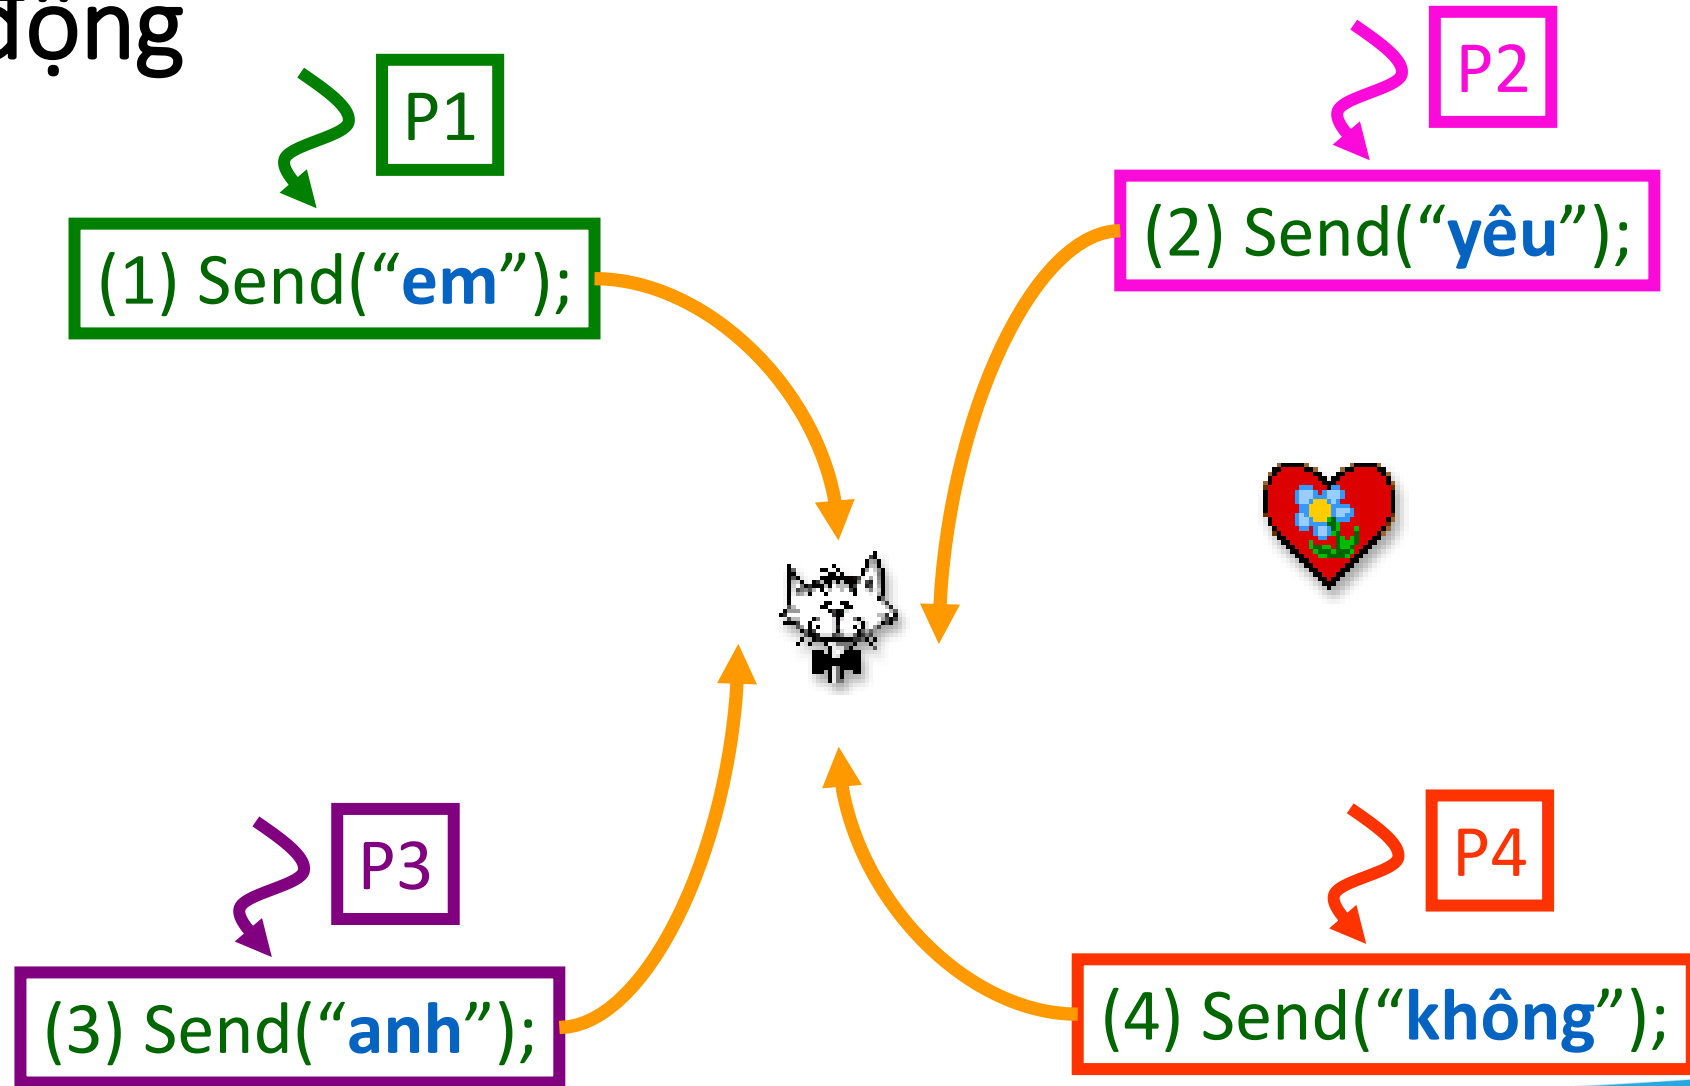 động
P1
(1) Send(“em”);
P2
(2) Send(“yêu”);
P3
(3) Send(“anh”);
P4
(4) Send(“không”);